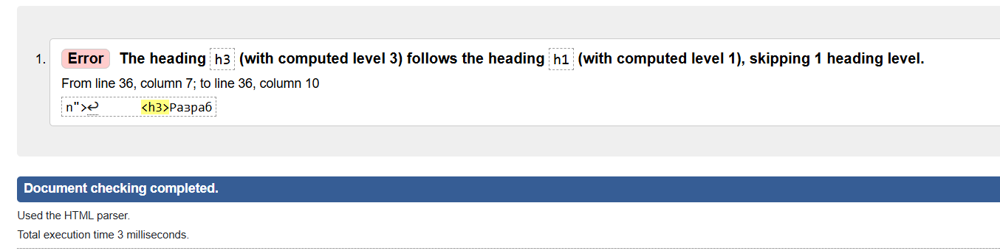 1. Error The heading h3 (with computed level 3) follows the heading h1 (with computed level 1), skipping 1 heading level.
From line 36, column 7; to line 36, column 10
n">↩ <h3>Разраб
Document checking completed.
Used the HTML parser.
Total execution time 3 milliseconds.